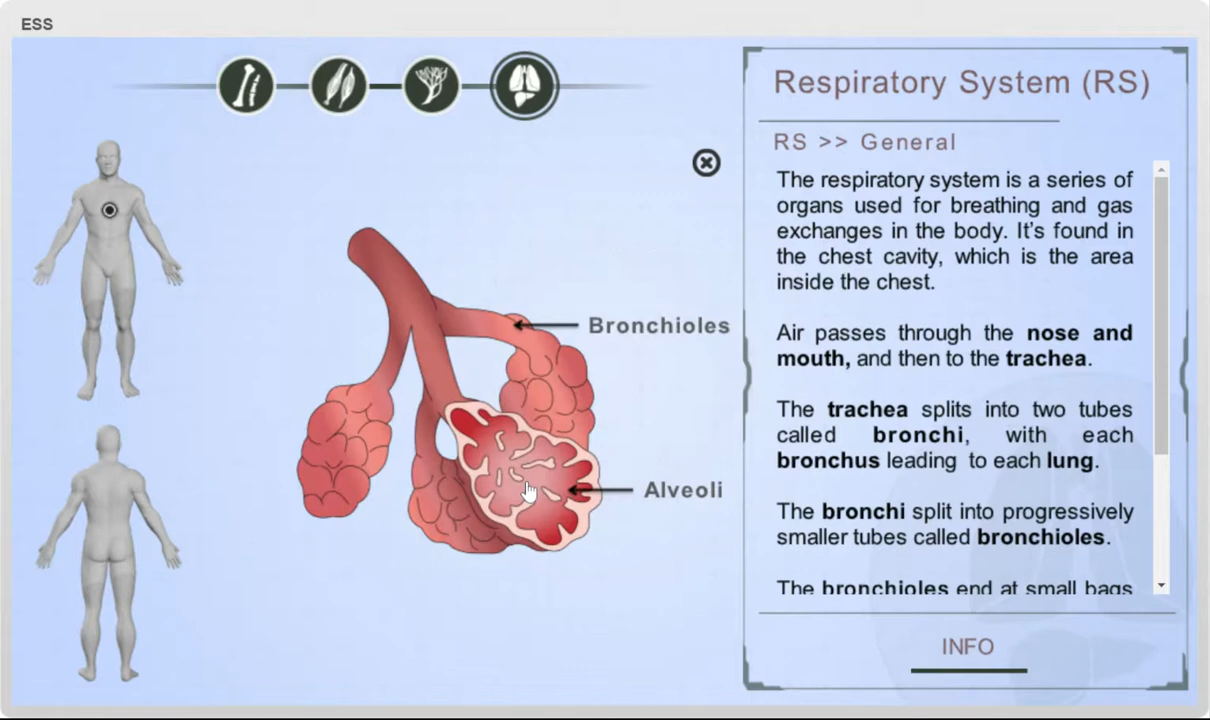 ESS
Respiratory System (RS)
RS >> General
The respiratory system is a series of
organs used for breathing and gas
exchanges in the body. It's found in
the chest cavity, which is the area
inside the chest.
Air passes through the nose and
mouth, and then to the trachea.
The trachea splits into two tubes
called bronchi, with each
bronchus leading to each lung.
The bronchi split into progressively
smaller tubes called bronchioles.
The bronchioles end at small bags
INFO
Bronchioles
Alveoli